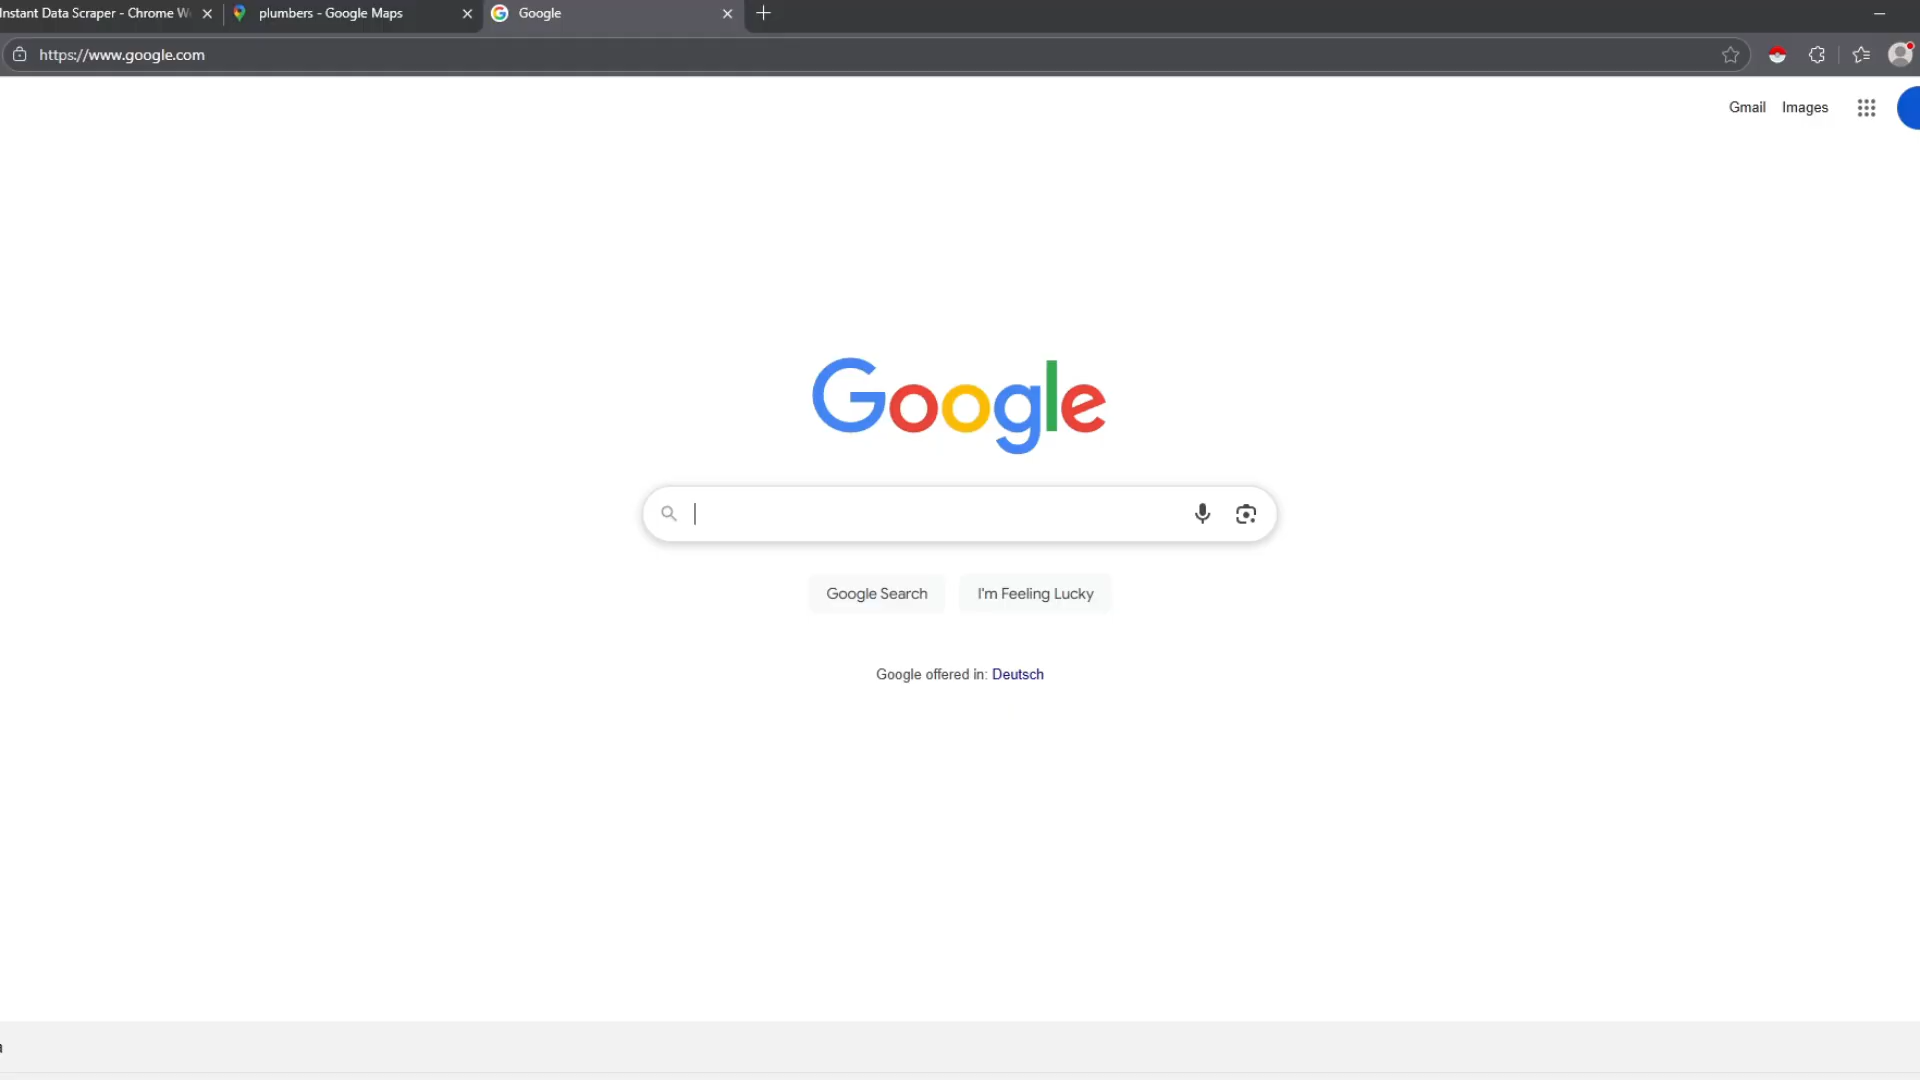 Instant Data Scraper - Chrome W
plumbers - Google Maps
Google
https://www.google.com
Gmail
Images
Google
Google Search
I'm Feeling Lucky
Google offered in: Deutsch